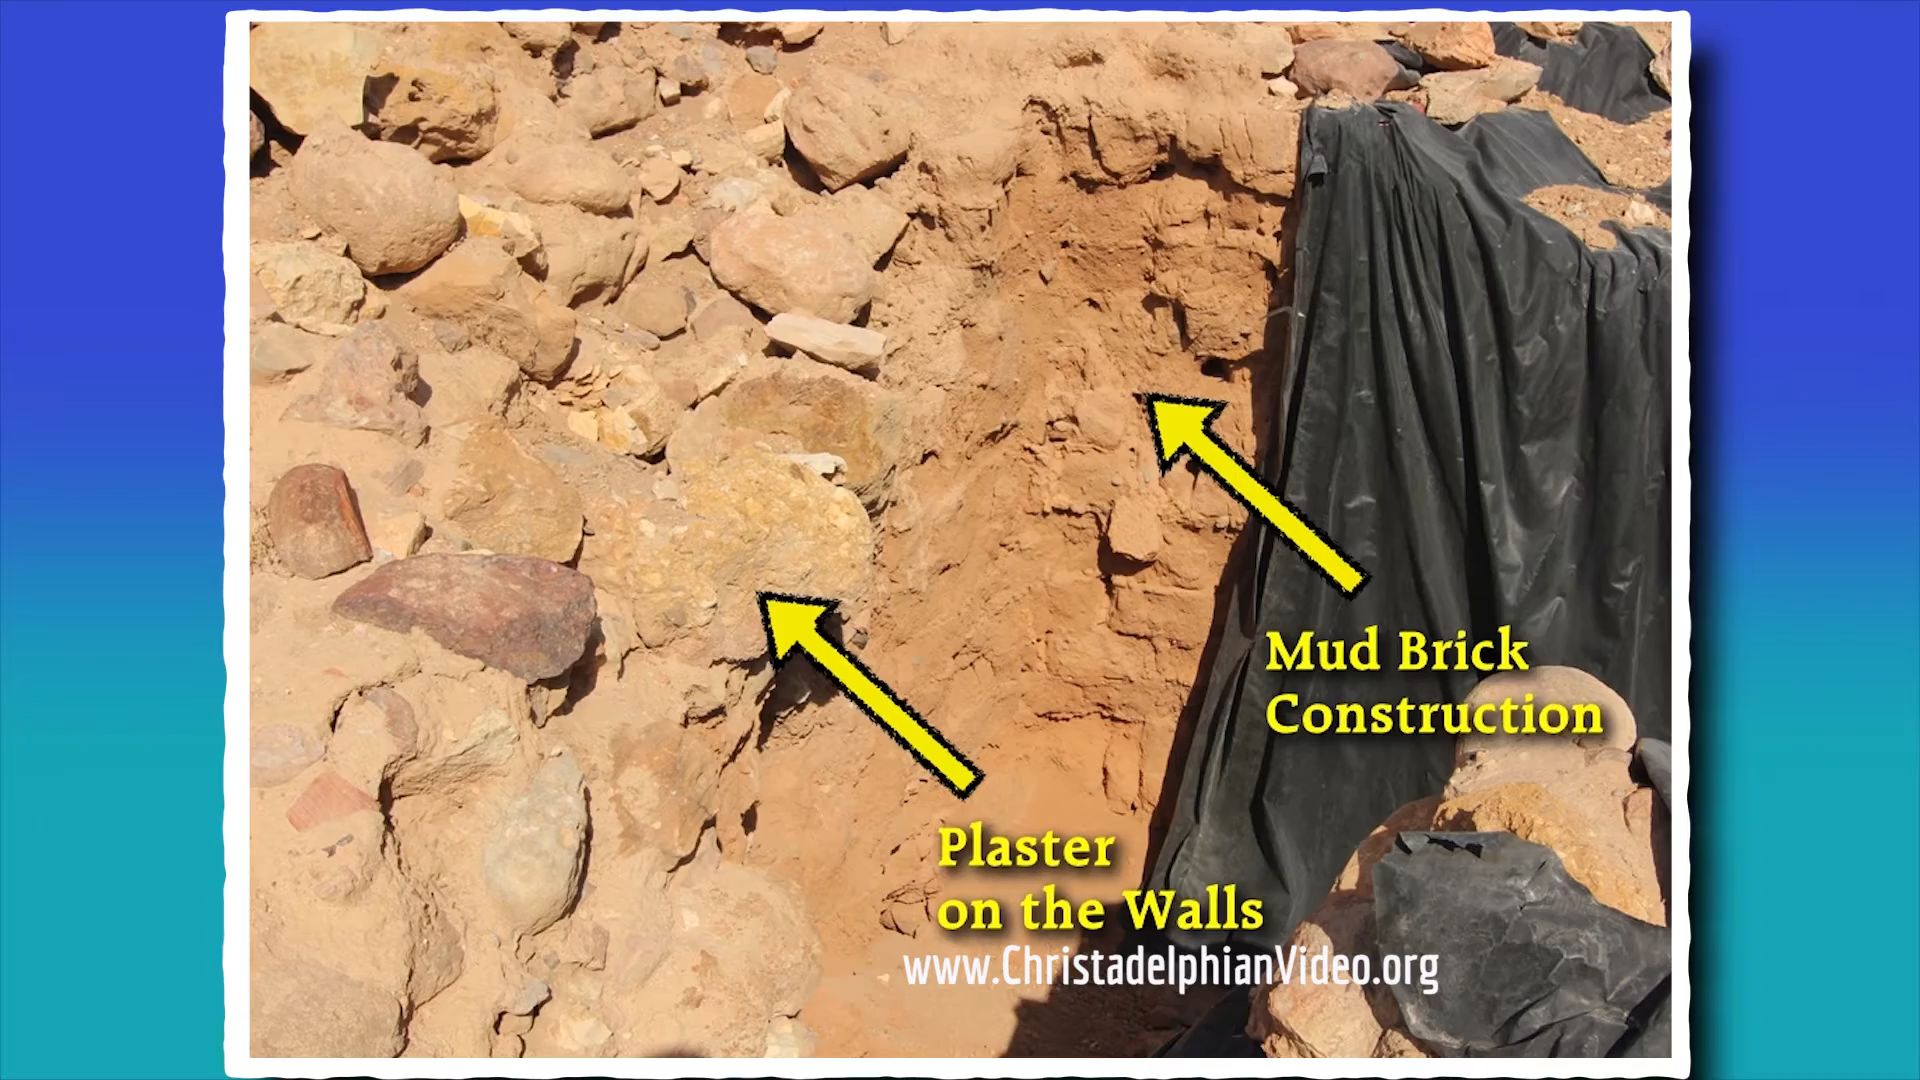 Mud Brick
Construction
Plaster
on the Walls
www.ChristadelphianVideo.org